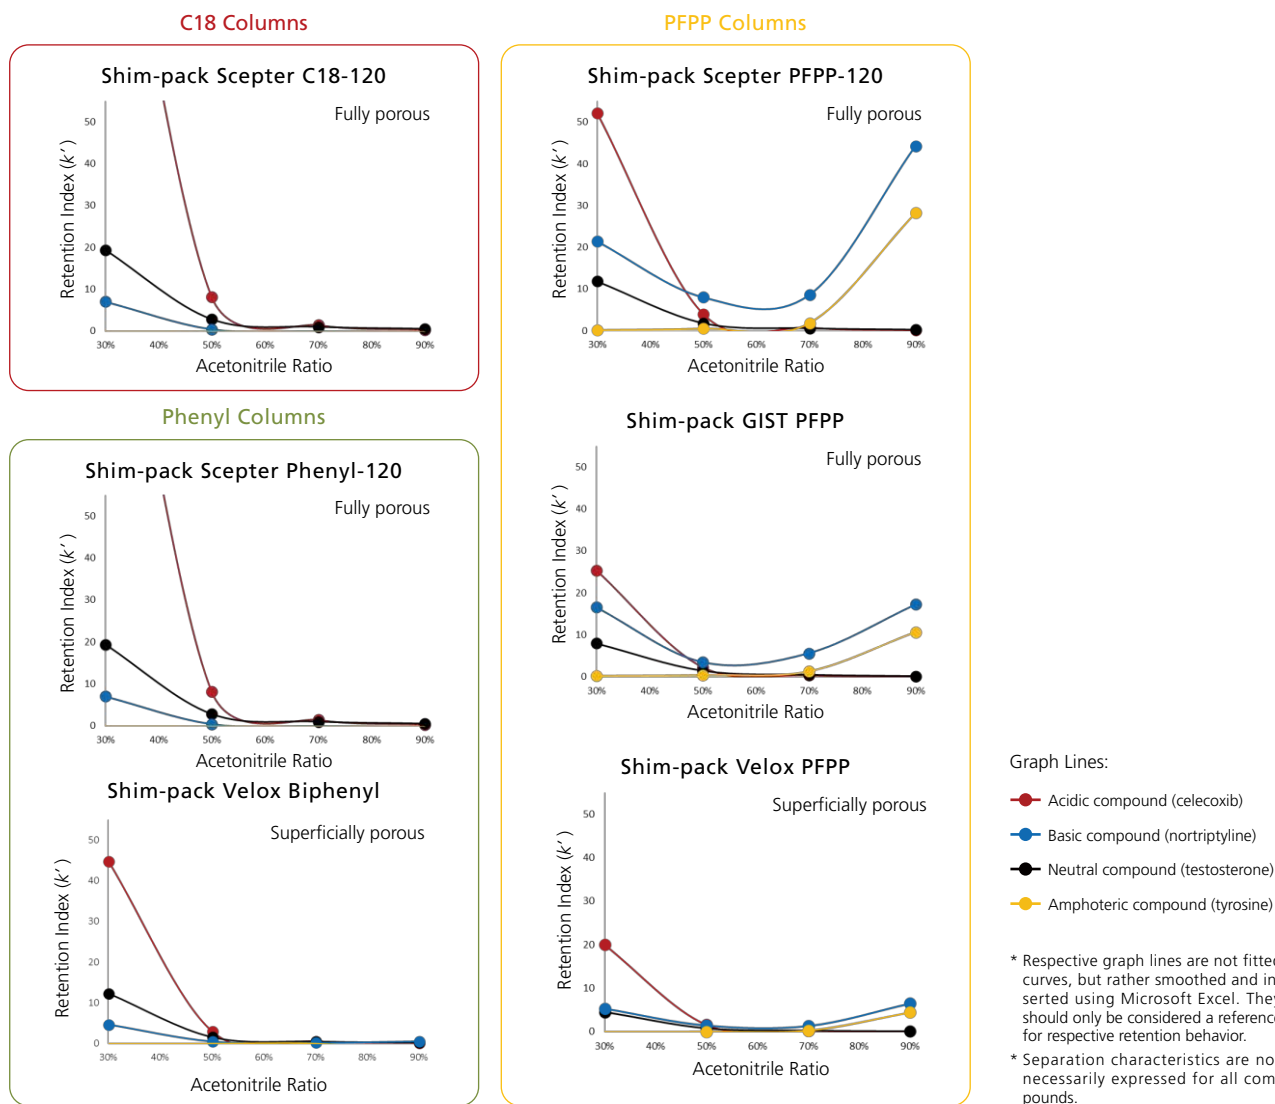 C18 Columns
Shim-pack Scepter C18-120
Fully porous
Retention Index (k′)
50
40
30
20
10
0
30% 40% 50% 60% 70% 80% 90%
Acetonitrile Ratio
Phenyl Columns
Shim-pack Scepter Phenyl-120
Fully porous
Retention Index (k′)
50
40
30
20
10
0
30% 40% 50% 60% 70% 80% 90%
Acetonitrile Ratio
Shim-pack Velox Biphenyl
Superficially porous
Retention Index (k′)
50
40
30
20
10
0
30% 40% 50% 60% 70% 80% 90%
Acetonitrile Ratio
PFPP Columns
Shim-pack Scepter PFPP-120
Fully porous
Retention Index (k′)
50
40
30
20
10
0
30% 40% 50% 60% 70% 80% 90%
Acetonitrile Ratio
Shim-pack GIST PFPP
Fully porous
Retention Index (k′)
50
40
30
20
10
0
30% 40% 50% 60% 70% 80% 90%
Acetonitrile Ratio
Shim-pack Velox PFPP
Superficially porous
Retention Index (k′)
50
40
30
20
10
0
30% 40% 50% 60% 70% 80% 90%
Acetonitrile Ratio
Graph Lines:
Acidic compound (celecoxib)
Basic compound (nortriptyline)
Neutral compound (testosterone)
Amphoteric compound (tyrosine)
* Respective graph lines are not fitted
curves, but rather smoothed and in
serted using Microsoft Excel. They
should only be considered a reference
for respective retention behavior.
* Separation characteristics are no
necessarily expressed for all com
pounds.